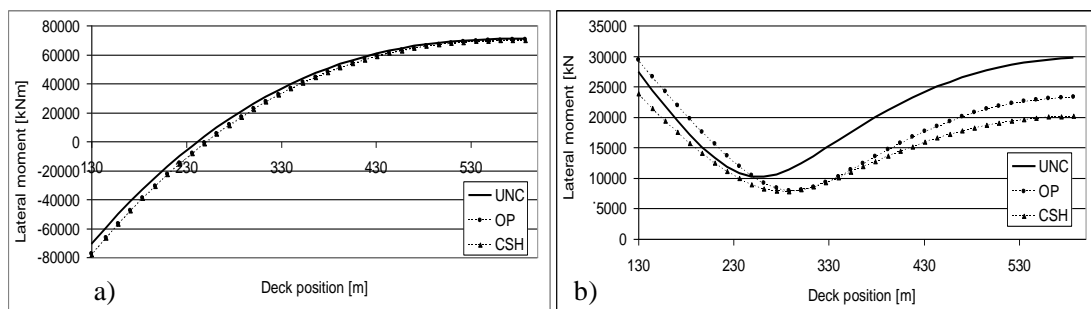 80000
60000
40000
20000
0
-20000
-40000
-60000
-80000
130
230
330
430
530
Lateral moment [kNm]
Deck position [m]
UNC
OP
CSH
a)
35000
30000
25000
20000
15000
10000
5000
0
130
230
330
430
530
Lateral moment [kN
Deck position [m]
UNC
OP
CSH
b)